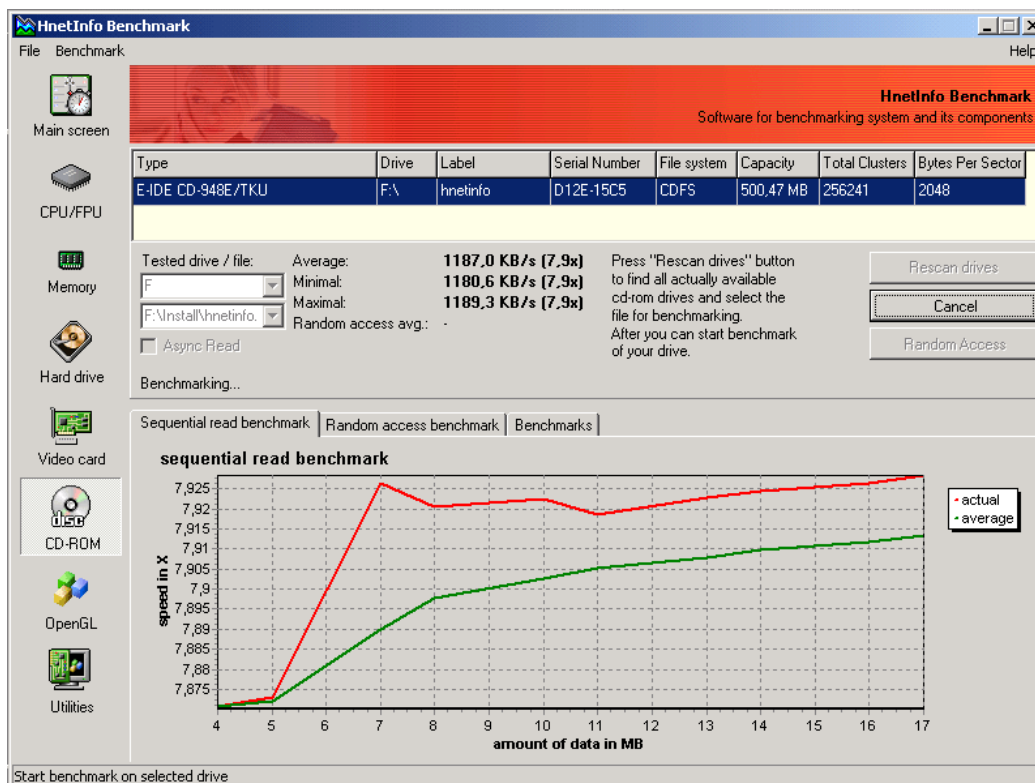 HnetInfo Benchmark
File Benchmark Help
Main screen
CPU/FPU
Memory
Hard drive
Video card
CD-ROM
OpenGL
Utilities
HnetInfo Benchmark
Software for benchmarking system and its components
Type Drive Label Serial Number File system Capacity Total Clusters Bytes Per Sector
E-IDE CD-948E/TKU F:\ hnetinfo D12E-15C5 CDFS 500,47 MB 256241 2048
Tested drive / file:
F
F:\Install\hnetinfo.
Async Read
Benchmarking...
Average: 1187,0 KB/s (7,9x)
Minimal: 1180,6 KB/s (7,9x)
Maximal: 1189,3 KB/s (7,9x)
Random access avg.: -
Press "Rescan drives" button
to find all actually available
cd-rom drives and select the
file for benchmarking.
After you can start benchmark
of your drive.
Rescan drives
Cancel
Random Access
Sequential read benchmark Random access benchmark Benchmarks
sequential read benchmark
speed in X
7,925
7,92
7,915
7,91
7,905
7,9
7,895
7,89
7,885
7,88
7,875
4 5 6 7 8 9 10 11 12 13 14 15 16 17
amount of data in MB
actual
average
Start benchmark on selected drive